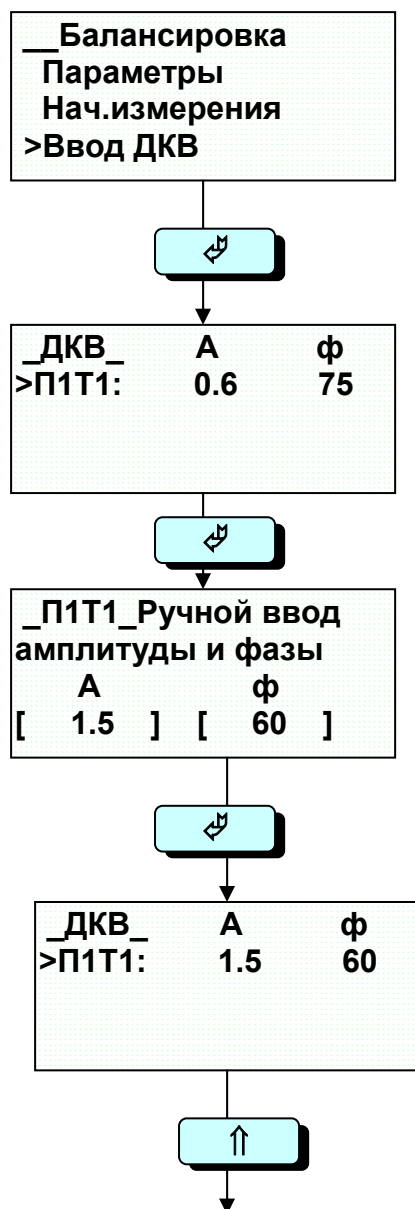 __Балансировка
Параметры
Нач.измерения
>Ввод ДКВ
_ДКВ_ А ф
>П1Т1: 0.6 75
_П1Т1_Ручной ввод
амплитуды и фазы
А ф
[ 1.5 ] [ 60 ]
_ДКВ_ А ф
>П1Т1: 1.5 60